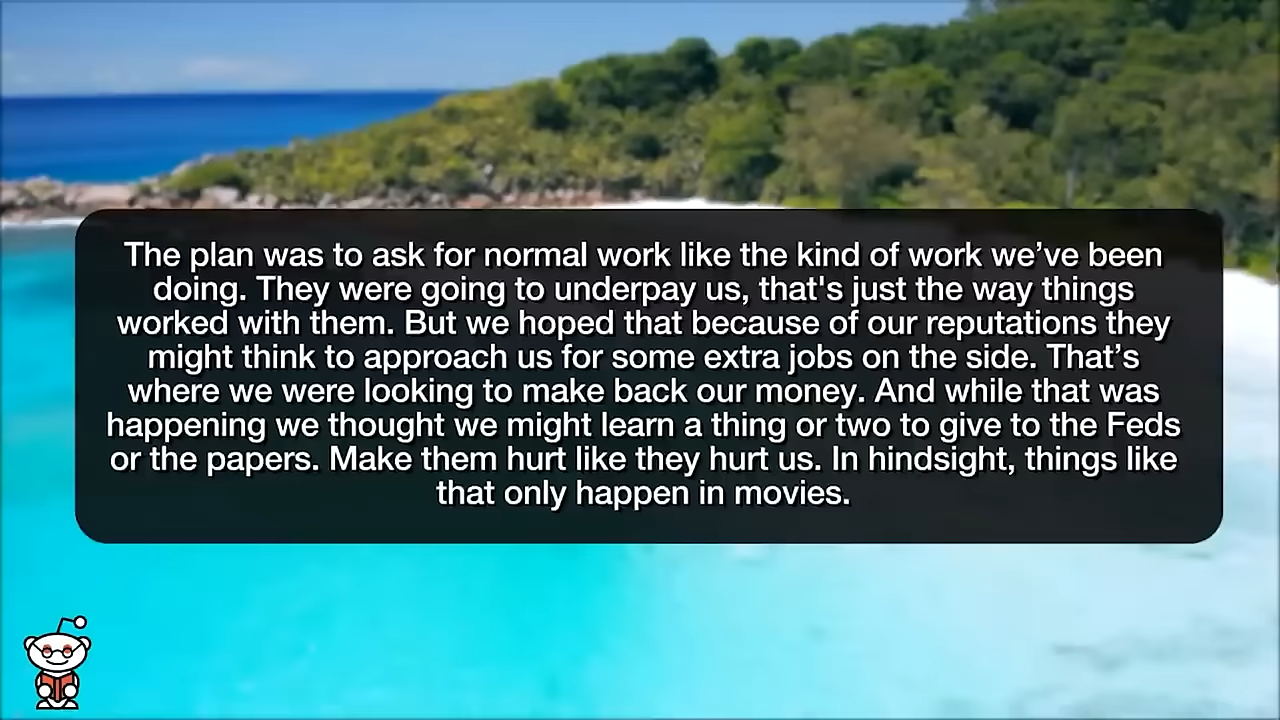 The plan was to ask for normal work like the kind of work we’ve been
doing. They were going to underpay us, that's just the way things
worked with them. But we hoped that because of our reputations they
might think to approach us for some extra jobs on the side. That’s
where we were looking to make back our money. And while that was
happening we thought we might learn a thing or two to give to the Feds
or the papers. Make them hurt like they hurt us. In hindsight, things like
that only happen in movies.